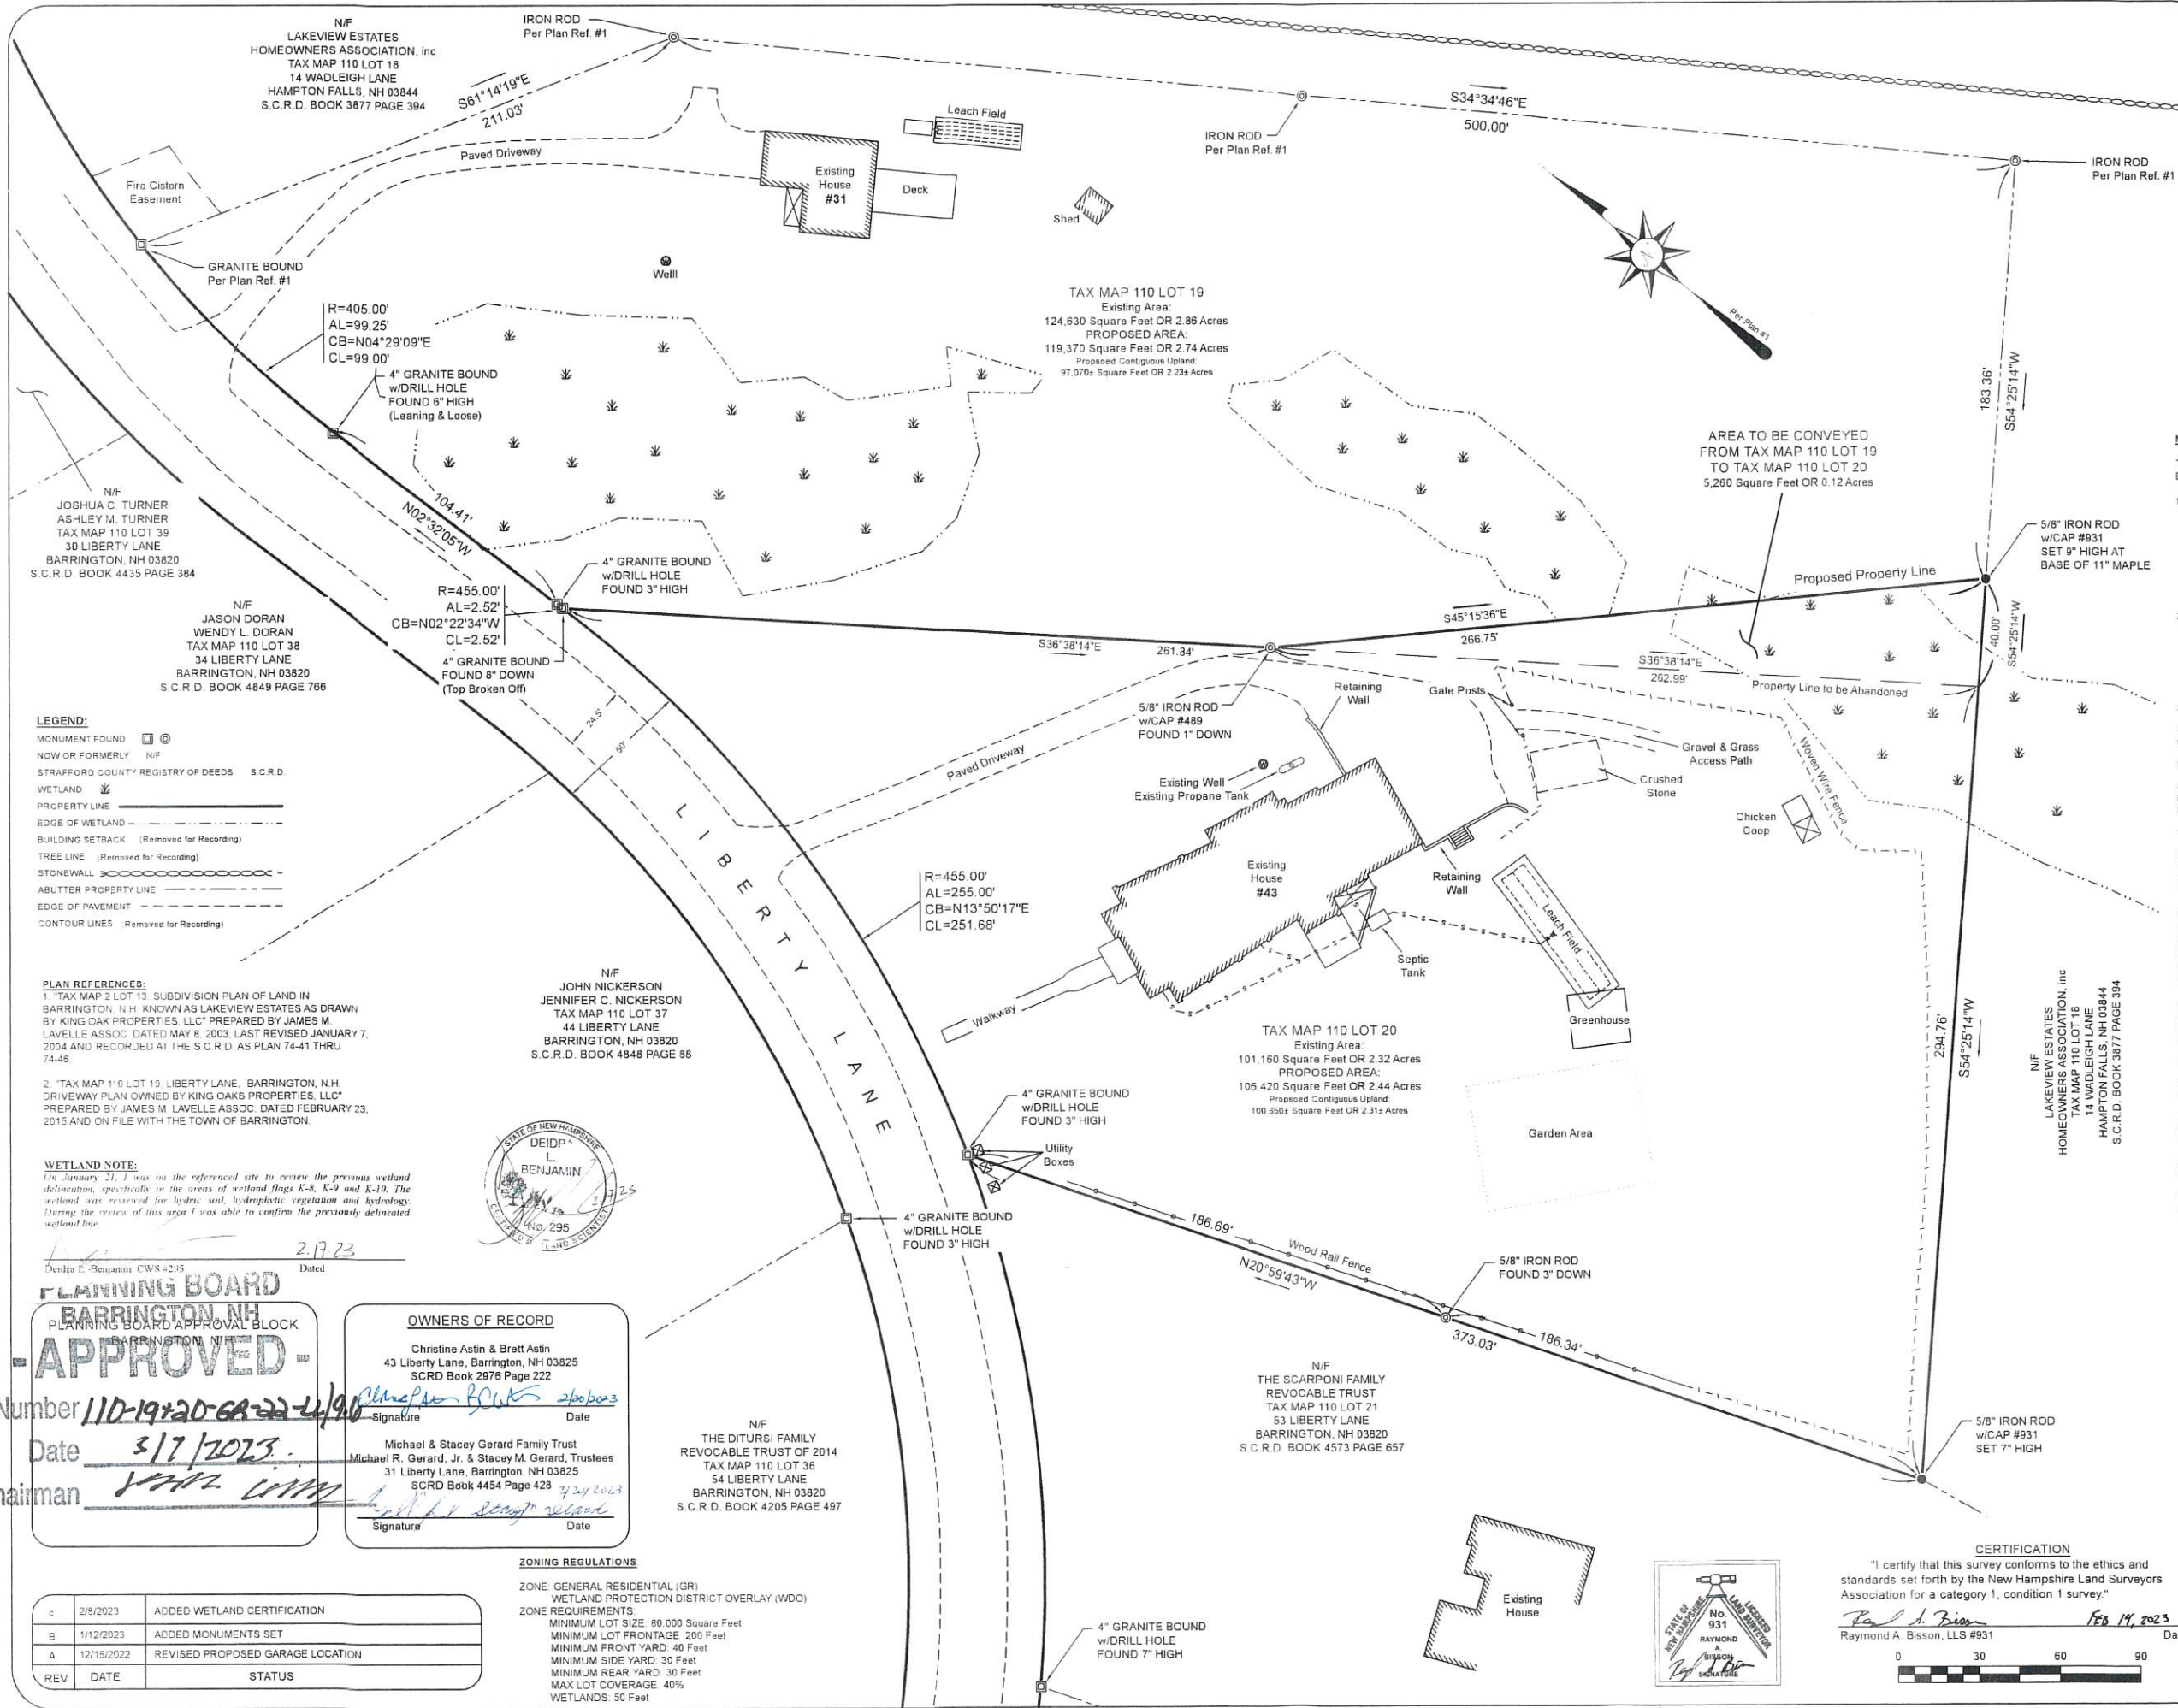 N/F
LAKEVIEW ESTATES
HOMEOWNERS ASSOCIATION, inc
TAX MAP 110 LOT 18
14 WADLEIGH LANE
HAMPTON FALLS, NH 03844
S.C.R.D. BOOK 3877 PAGE 394
IRON ROD
Per Plan Ref. #1
S61°14'19"E
211.03'
IRON ROD
Per Plan Ref. #1
S34°34'46"E
500.00'
IRON ROD
Per Plan Ref. #1
Leach Field
Paved Driveway
Existing
House
#31
Deck
Shed
Fire Cistern
Easement
GRANITE BOUND
Per Plan Ref. #1
Welll
R=405.00'
AL=99.25'
CB=N04°29'09"E
CL=99.00'
4" GRANITE BOUND
w/DRILL HOLE
FOUND 6" HIGH
(Leaning & Loose)
TAX MAP 110 LOT 19
Existing Area:
124,630 Square Feet OR 2.86 Acres
PROPOSED AREA:
119,370 Square Feet OR 2.74 Acres
Propsoed Contiguous Upland:
97,070± Square Feet OR 2.23± Acres
Per Plan #1
183.36'
S54°25'14"W
AREA TO BE CONVEYED
FROM TAX MAP 110 LOT 19
TO TAX MAP 110 LOT 20
5,260 Square Feet OR 0.12 Acres
5/8" IRON ROD
w/CAP #931
SET 9" HIGH AT
BASE OF 11" MAPLE
N/F
JOSHUA C. TURNER
ASHLEY M. TURNER
TAX MAP 110 LOT 39
30 LIBERTY LANE
BARRINGTON, NH 03820
S.C.R.D. BOOK 4435 PAGE 384
104.41'
N02°32'05"W
4" GRANITE BOUND
w/DRILL HOLE
FOUND 3" HIGH
R=455.00'
AL=2.52'
CB=N02°22'34"W
CL=2.52'
4" GRANITE BOUND
FOUND 8" DOWN
(Top Broken Off)
N/F
JASON DORAN
WENDY L. DORAN
TAX MAP 110 LOT 38
34 LIBERTY LANE
BARRINGTON, NH 03820
S.C.R.D. BOOK 4849 PAGE 766
Proposed Property Line
S45°15'36"E
266.75'
40.00'
S54°25'14"W
S36°38'14"E
261.84'
S36°38'14"E
262.99'
Property Line to be Abandoned
24.5'
50'
5/8" IRON ROD
w/CAP #489
FOUND 1" DOWN
Retaining
Wall
Gate Posts
Gravel & Grass
Access Path
Crushed
Stone
Woven Wire Fence
Chicken
Coop
Paved Driveway
Existing Well
Existing Propane Tank
LEGEND:
MONUMENT FOUND
NOW OR FORMERLY N/F
STRAFFORD COUNTY REGISTRY OF DEEDS S.C.R.D.
WETLAND
PROPERTY LINE
EDGE OF WETLAND
BUILDING SETBACK (Removed for Recording)
TREE LINE (Removed for Recording)
STONEWALL
ABUTTER PROPERTY LINE
EDGE OF PAVEMENT
CONTOUR LINES (Removed for Recording)
LIBERTY LANE
R=455.00'
AL=255.00'
CB=N13°50'17"E
CL=251.68'
Existing
House
#43
Retaining
Wall
Leach Field
Septic
Tank
Greenhouse
Walkway
PLAN REFERENCES:
1. "TAX MAP 2 LOT 13, SUBDIVISION PLAN OF LAND IN
BARRINGTON, N.H. KNOWN AS LAKEVIEW ESTATES AS DRAWN
BY KING OAK PROPERTIES, LLC" PREPARED BY JAMES M.
LAVELLE ASSOC. DATED MAY 8, 2003, LAST REVISED JANUARY 7,
2004 AND RECORDED AT THE S.C.R.D. AS PLAN 74-41 THRU
74-46
2. "TAX MAP 110 LOT 19, LIBERTY LANE, BARRINGTON, N.H.
DRIVEWAY PLAN OWNED BY KING OAKS PROPERTIES, LLC"
PREPARED BY JAMES M. LAVELLE ASSOC. DATED FEBRUARY 23,
2015 AND ON FILE WITH THE TOWN OF BARRINGTON.
N/F
JOHN NICKERSON
JENNIFER C. NICKERSON
TAX MAP 110 LOT 37
44 LIBERTY LANE
BARRINGTON, NH 03820
S.C.R.D. BOOK 4848 PAGE 88
TAX MAP 110 LOT 20
Existing Area:
101,160 Square Feet OR 2.32 Acres
PROPOSED AREA:
106,420 Square Feet OR 2.44 Acres
Proposed Contiguous Upland:
100,650± Square Feet OR 2.31± Acres
294.76'
S54°25'14"W
N/F
LAKEVIEW ESTATES
HOMEOWNERS ASSOCIATION, inc
TAX MAP 110 LOT 18
14 WADLEIGH LANE
HAMPTON FALLS, NH 03844
S.C.R.D. BOOK 3877 PAGE 394
4" GRANITE BOUND
w/DRILL HOLE
FOUND 3" HIGH
Utility
Boxes
Garden Area
WETLAND NOTE:
On January 21, I was on the referenced site to review the previous wetland
delineation, specifically in the areas of wetland flags K-8, K-9 and K-10. The
wetland was reviewed for hydric soil, hydrophytic vegetation and hydrology.
During the review of this area I was able to confirm the previously delineated
wetland line.
2.17.23
Deidra L. Benjamin CWS #295 Dated
STATE OF NEW HAMPSHIRE
L.
BENJAMIN
No. 295
4" GRANITE BOUND
w/DRILL HOLE
FOUND 3" HIGH
186.69'
Wood Rail Fence
N20°59'43"W
5/8" IRON ROD
FOUND 3" DOWN
373.03'
186.34'
PLANNING BOARD
BARRINGTON, NH
PLANNING BOARD APPROVAL BLOCK
BARRINGTON, NH
-APPROVED-
Date 3/7/2023
OWNERS OF RECORD
Christine Astin & Brett Astin
43 Liberty Lane, Barrington, NH 03825
SCRD Book 2976 Page 222
2/20/2023
Signature Date
Michael & Stacey Gerard Family Trust
Michael R. Gerard, Jr. & Stacey M. Gerard, Trustees
31 Liberty Lane, Barrington, NH 03825
SCRD Book 4454 Page 428
Signature Date
N/F
THE DITURSI FAMILY
REVOCABLE TRUST OF 2014
TAX MAP 110 LOT 36
54 LIBERTY LANE
BARRINGTON, NH 03820
S.C.R.D. BOOK 4205 PAGE 497
N/F
THE SCARPONI FAMILY
REVOCABLE TRUST
TAX MAP 110 LOT 21
53 LIBERTY LANE
BARRINGTON, NH 03820
S.C.R.D. BOOK 4573 PAGE 657
5/8" IRON ROD
w/CAP #931
SET 7" HIGH
C 2/8/2023 ADDED WETLAND CERTIFICATION
B 1/12/2023 ADDED MONUMENTS SET
A 12/15/2022 REVISED PROPOSED GARAGE LOCATION
REV DATE STATUS
ZONING REGULATIONS
ZONE: GENERAL RESIDENTIAL (GR)
WETLAND PROTECTION DISTRICT OVERLAY (WDO)
ZONE REQUIREMENTS:
MINIMUM LOT SIZE: 80,000 Square Feet
MINIMUM LOT FRONTAGE: 200 Feet
MINIMUM FRONT YARD: 40 Feet
MINIMUM SIDE YARD: 30 Feet
MINIMUM REAR YARD: 30 Feet
MAX LOT COVERAGE: 40%
WETLANDS: 50 Feet
4" GRANITE BOUND
w/DRILL HOLE
FOUND 7" HIGH
Existing
House
STATE OF
NEW HAMPSHIRE
LICENSED
LAND SURVEYOR
No.
931
RAYMOND
A.
BISSON
SIGNATURE
CERTIFICATION
"I certify that this survey conforms to the ethics and
standards set forth by the New Hampshire Land Surveyors
Association for a category 1, condition 1 survey."
FEB 14, 2023
Raymond A. Bisson, LLS #931
0 30 60 90